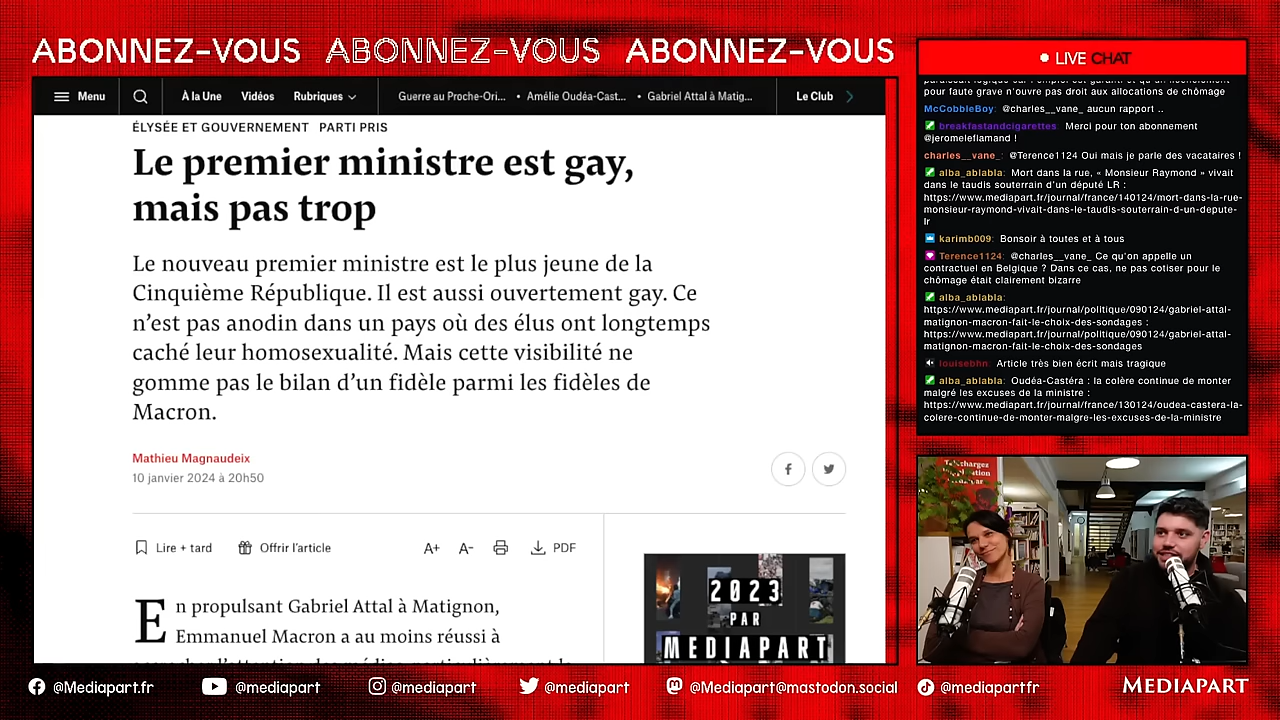 ABONNEZ-VOUS ABONNEZ-VOUS ABONNEZ-VOUS
Menu À la Une Vidéos Rubriques Guerre au Proche-Ori... • Amélie Oudéa-Cast... • Gabriel Attal à Matig... Le Club
ÉLYSÉE ET GOUVERNEMENT PARTI PRIS
Le premier ministre est gay,
mais pas trop
Le nouveau premier ministre est le plus jeune de la
Cinquième République. Il est aussi ouvertement gay. Ce
n'est pas anodin dans un pays où des élus ont longtemps
caché leur homosexualité. Mais cette visibilité ne
gomme pas le bilan d'un fidèle parmi les fidèles de
Macron.
Mathieu Magnaudeix
10 janvier 2024 à 20h50
Lire + tard Offrir l'article A+ A- PDF
En propulsant Gabriel Attal à Matignon,
Emmanuel Macron a au moins réussi à
2023
PAR
MEDIAPART
LIVE CHAT
pour faute grave n'ouvre pas droit aux allocations de chômage
McCobbleBoy: @charles__vane_ aucun rapport ..
breakfastandcigarettes: Merci pour ton abonnement
@jeromeleflamand !
charles__vane_: @Terence1124 Oui mais je parle des vacataires !
alba_ablabla: Mort dans la rue, « Monsieur Raymond » vivait
dans le taudis souterrain d'un député LR :
https://www.mediapart.fr/journal/france/140124/mort-dans-la-rue-
monsieur-raymond-vivait-dans-le-taudis-souterrain-d-un-depute-
lr
karimb009: Bonsoir à toutes et à tous
Terence1124: @charles__vane_ Ce qu'on appelle un
contractuel en Belgique ? Dans ce cas, ne pas cotiser pour le
chômage était clairement bizarre
alba_ablabla:
https://www.mediapart.fr/journal/politique/090124/gabriel-attal-
matignon-macron-fait-le-choix-des-sondages :
https://www.mediapart.fr/journal/politique/090124/gabriel-attal-
matignon-macron-fait-le-choix-des-sondages
louisebhn: Article très bien écrit mais tragique
alba_ablabla: Oudéa-Castéra : la colère continue de monter
malgré les excuses de la ministre :
https://www.mediapart.fr/journal/france/130124/oudea-castera-la-
colere-continue-de-monter-malgre-les-excuses-de-la-ministre
@Mediapart.fr @mediapart @mediapart @mediapart @Mediapart@mastodon.social @mediapartfr MEDIAPART